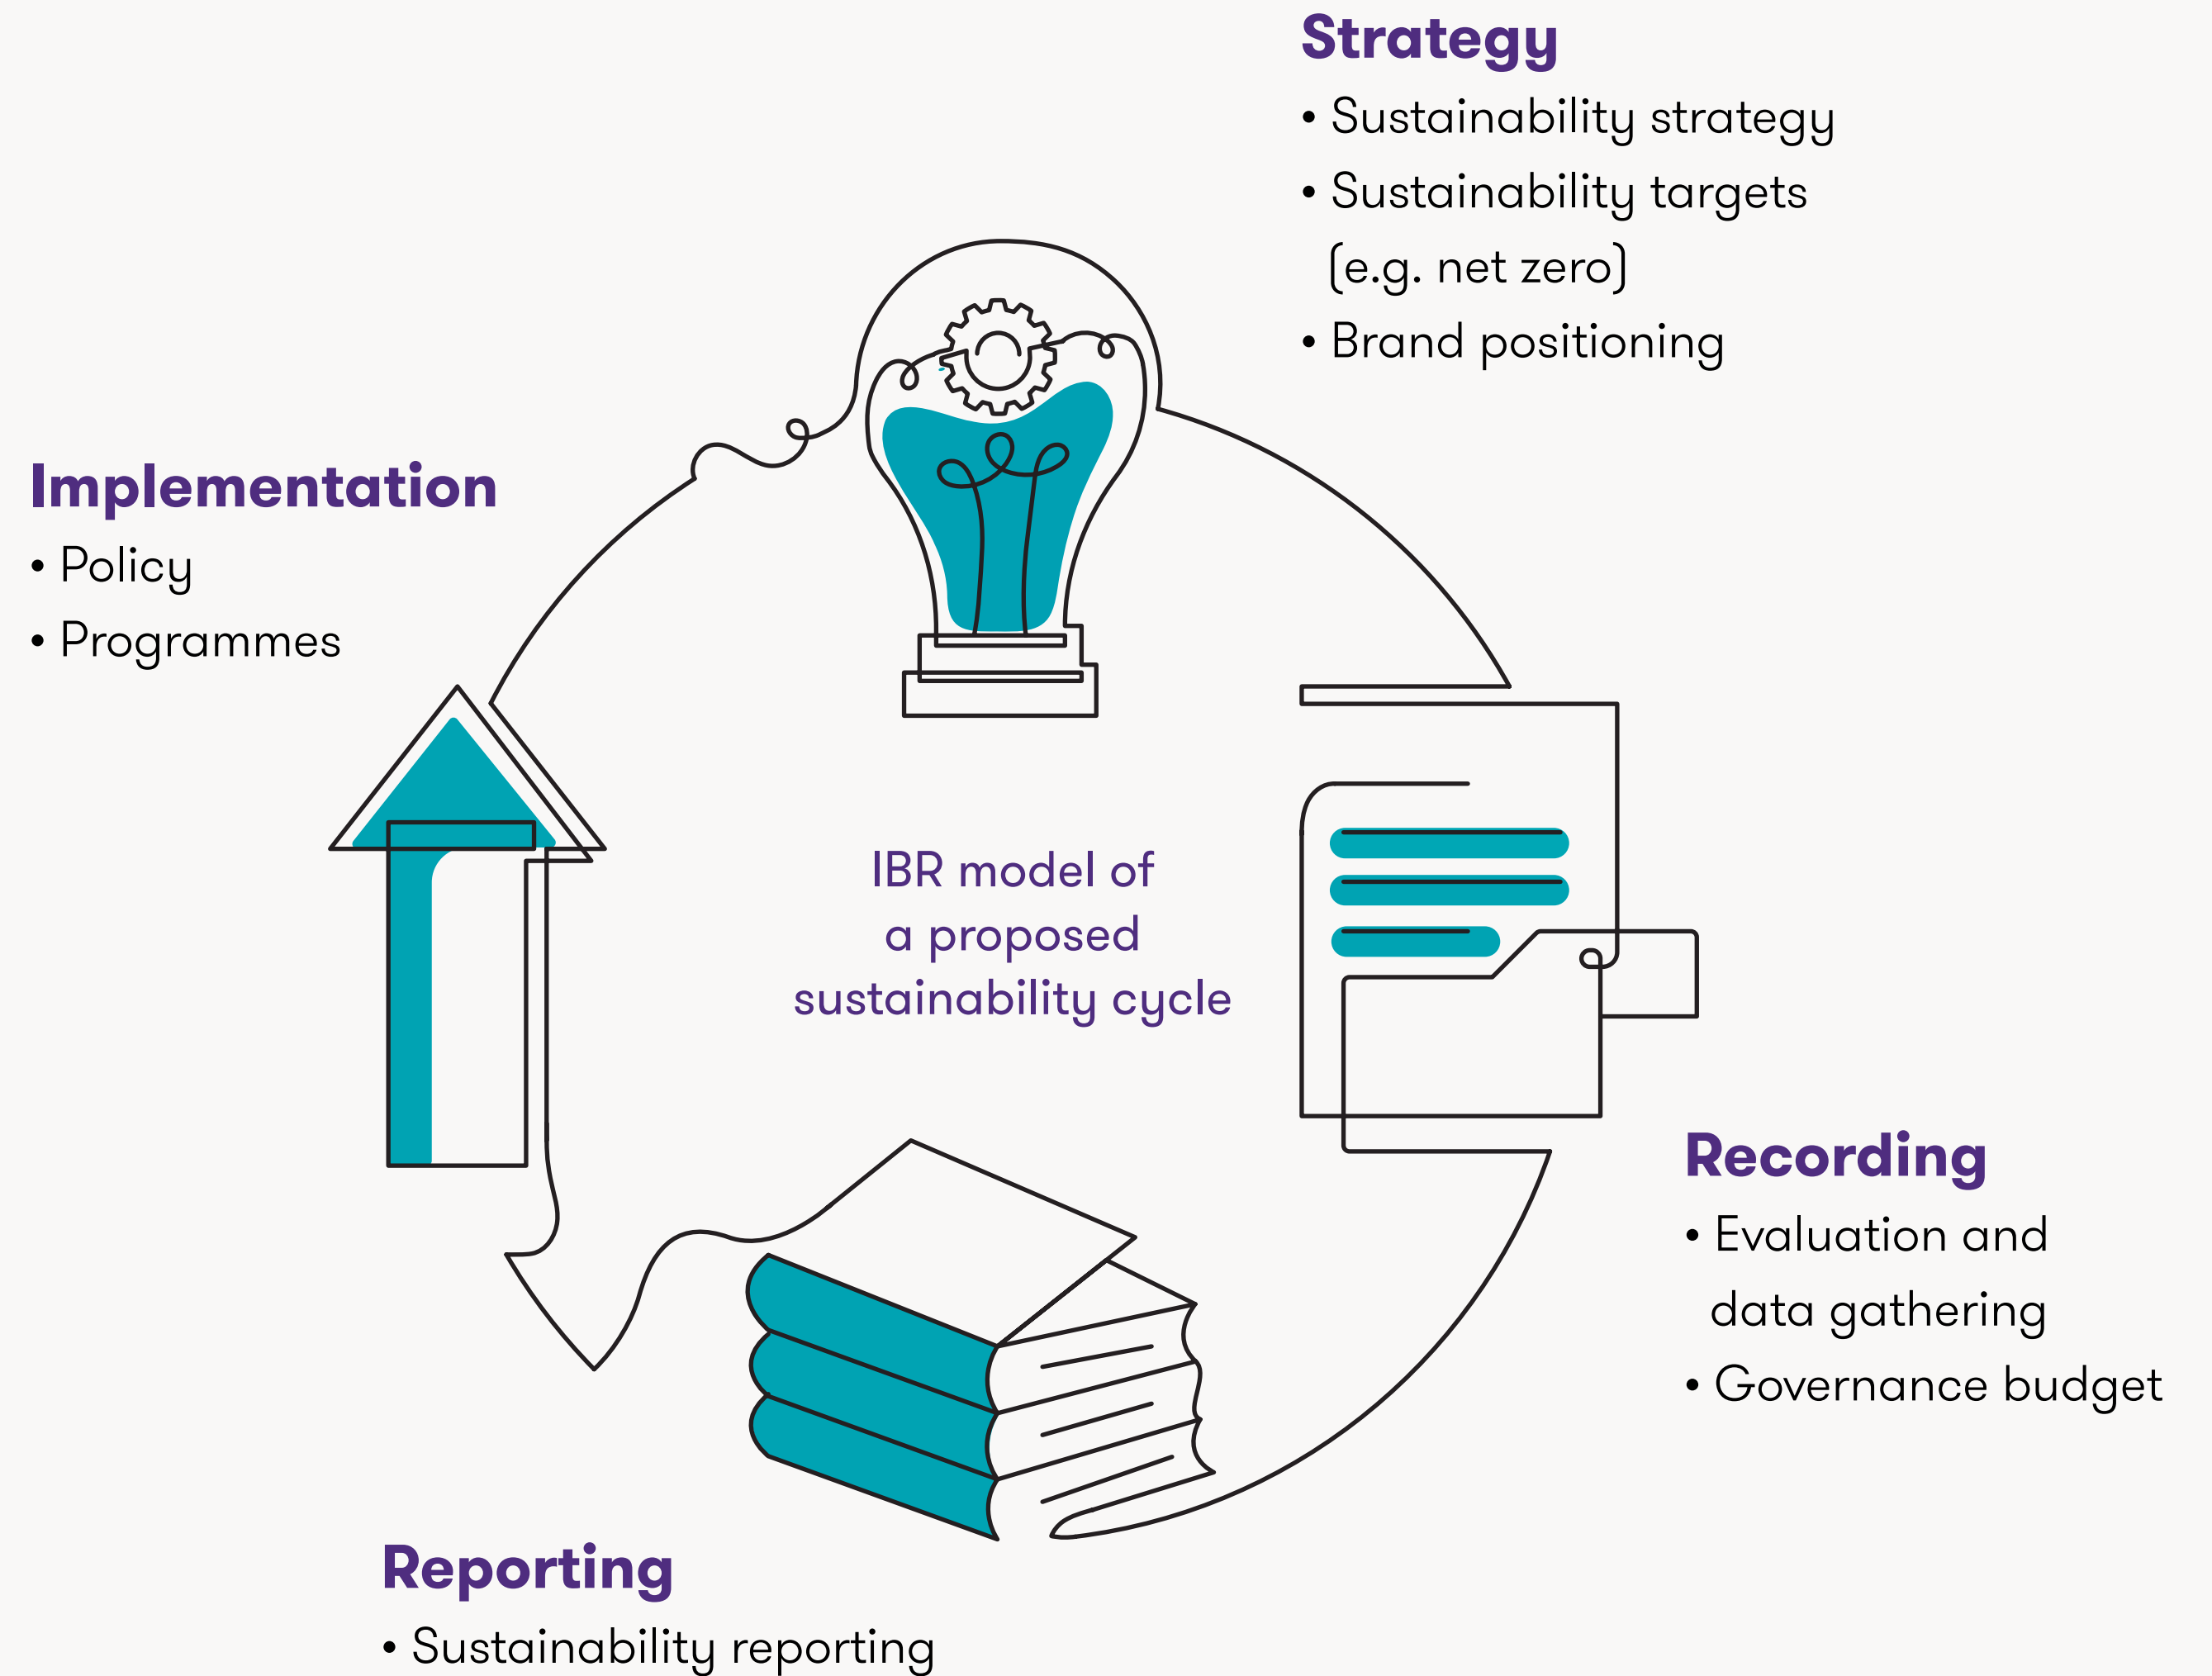 Strategy
• Sustainability strategy
• Sustainability targets
(e.g. net zero)
• Brand positioning
Implementation
• Policy
• Programmes
IBR model of
a proposed
sustainability cycle
Recording
• Evaluation and
data gathering
• Governance budget
Reporting
• Sustainability reporting